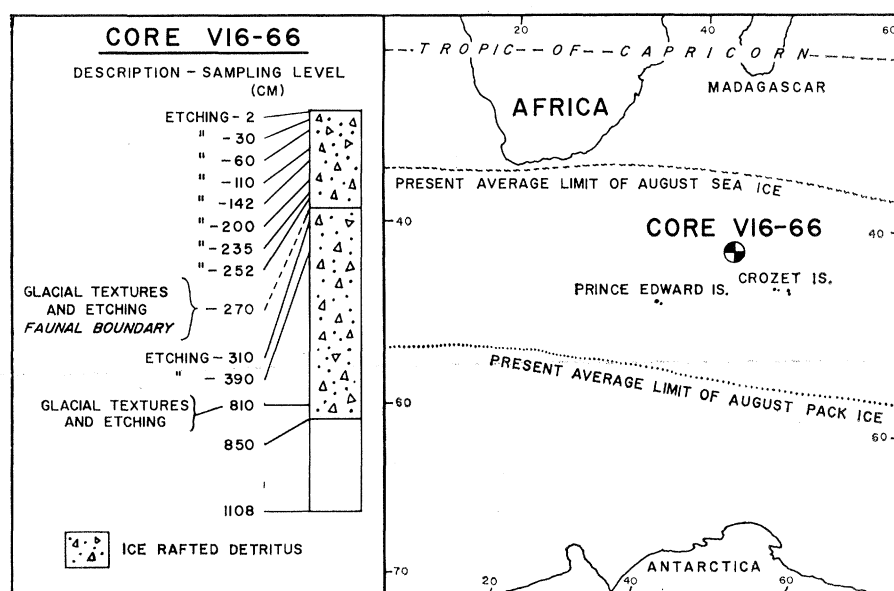 CORE V16-66
DESCRIPTION - SAMPLING LEVEL
(CM)
ETCHING - 2
" - 30
" - 60
" - 110
" - 142
" - 200
" - 235
" - 252
GLACIAL TEXTURES
AND ETCHING
FAUNAL BOUNDARY
- 270
ETCHING - 310
" - 390
GLACIAL TEXTURES
AND ETCHING
810
850
1108
ICE RAFTED DETRITUS
20
40
60
TROPIC OF CAPRICORN
MADAGASCAR
AFRICA
PRESENT AVERAGE LIMIT OF AUGUST SEA ICE
40
CORE V16-66
40
CROZET IS.
PRINCE EDWARD IS.
PRESENT AVERAGE LIMIT OF AUGUST PACK ICE
60
60
ANTARCTICA
70
20
40
60